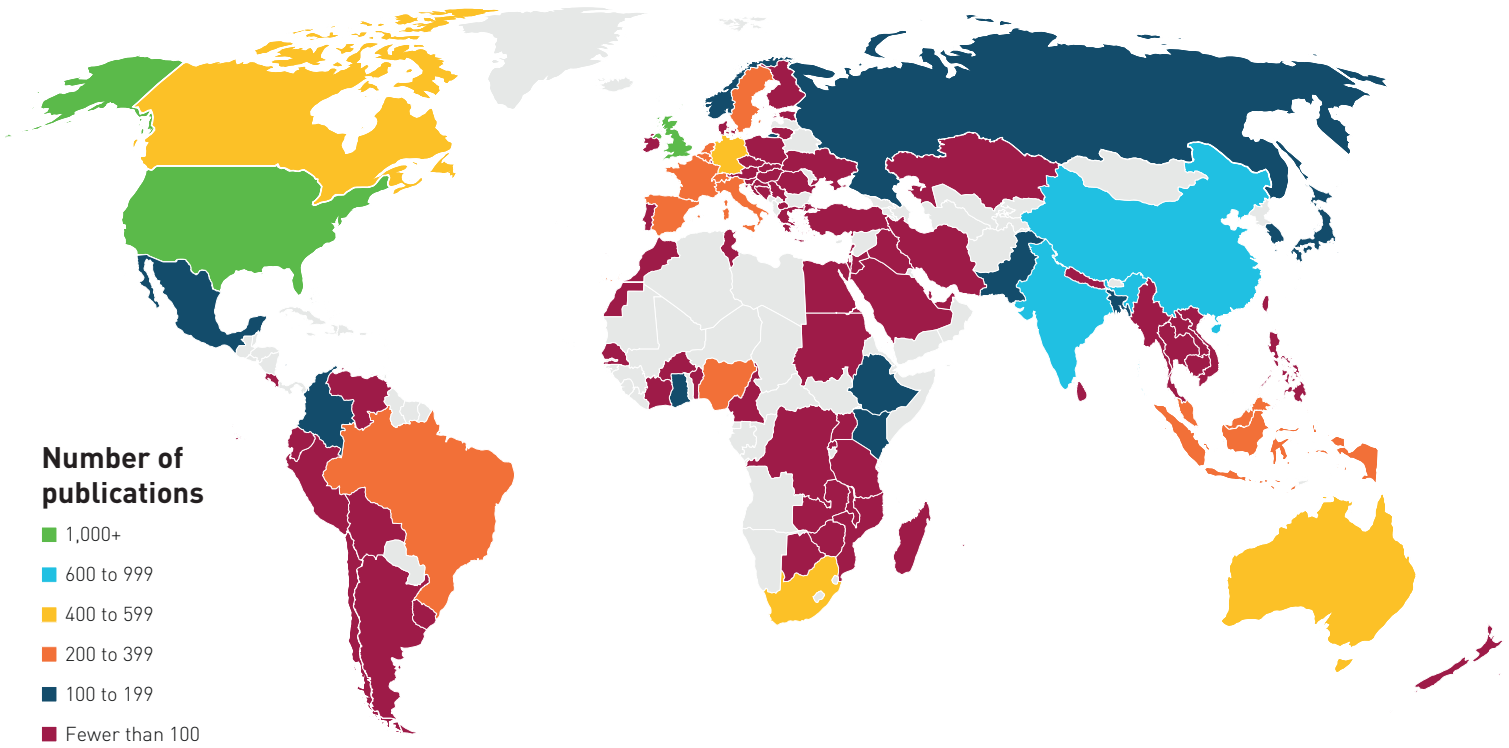 Number of
publications
1,000+
600 to 999
400 to 599
200 to 399
100 to 199
Fewer than 100